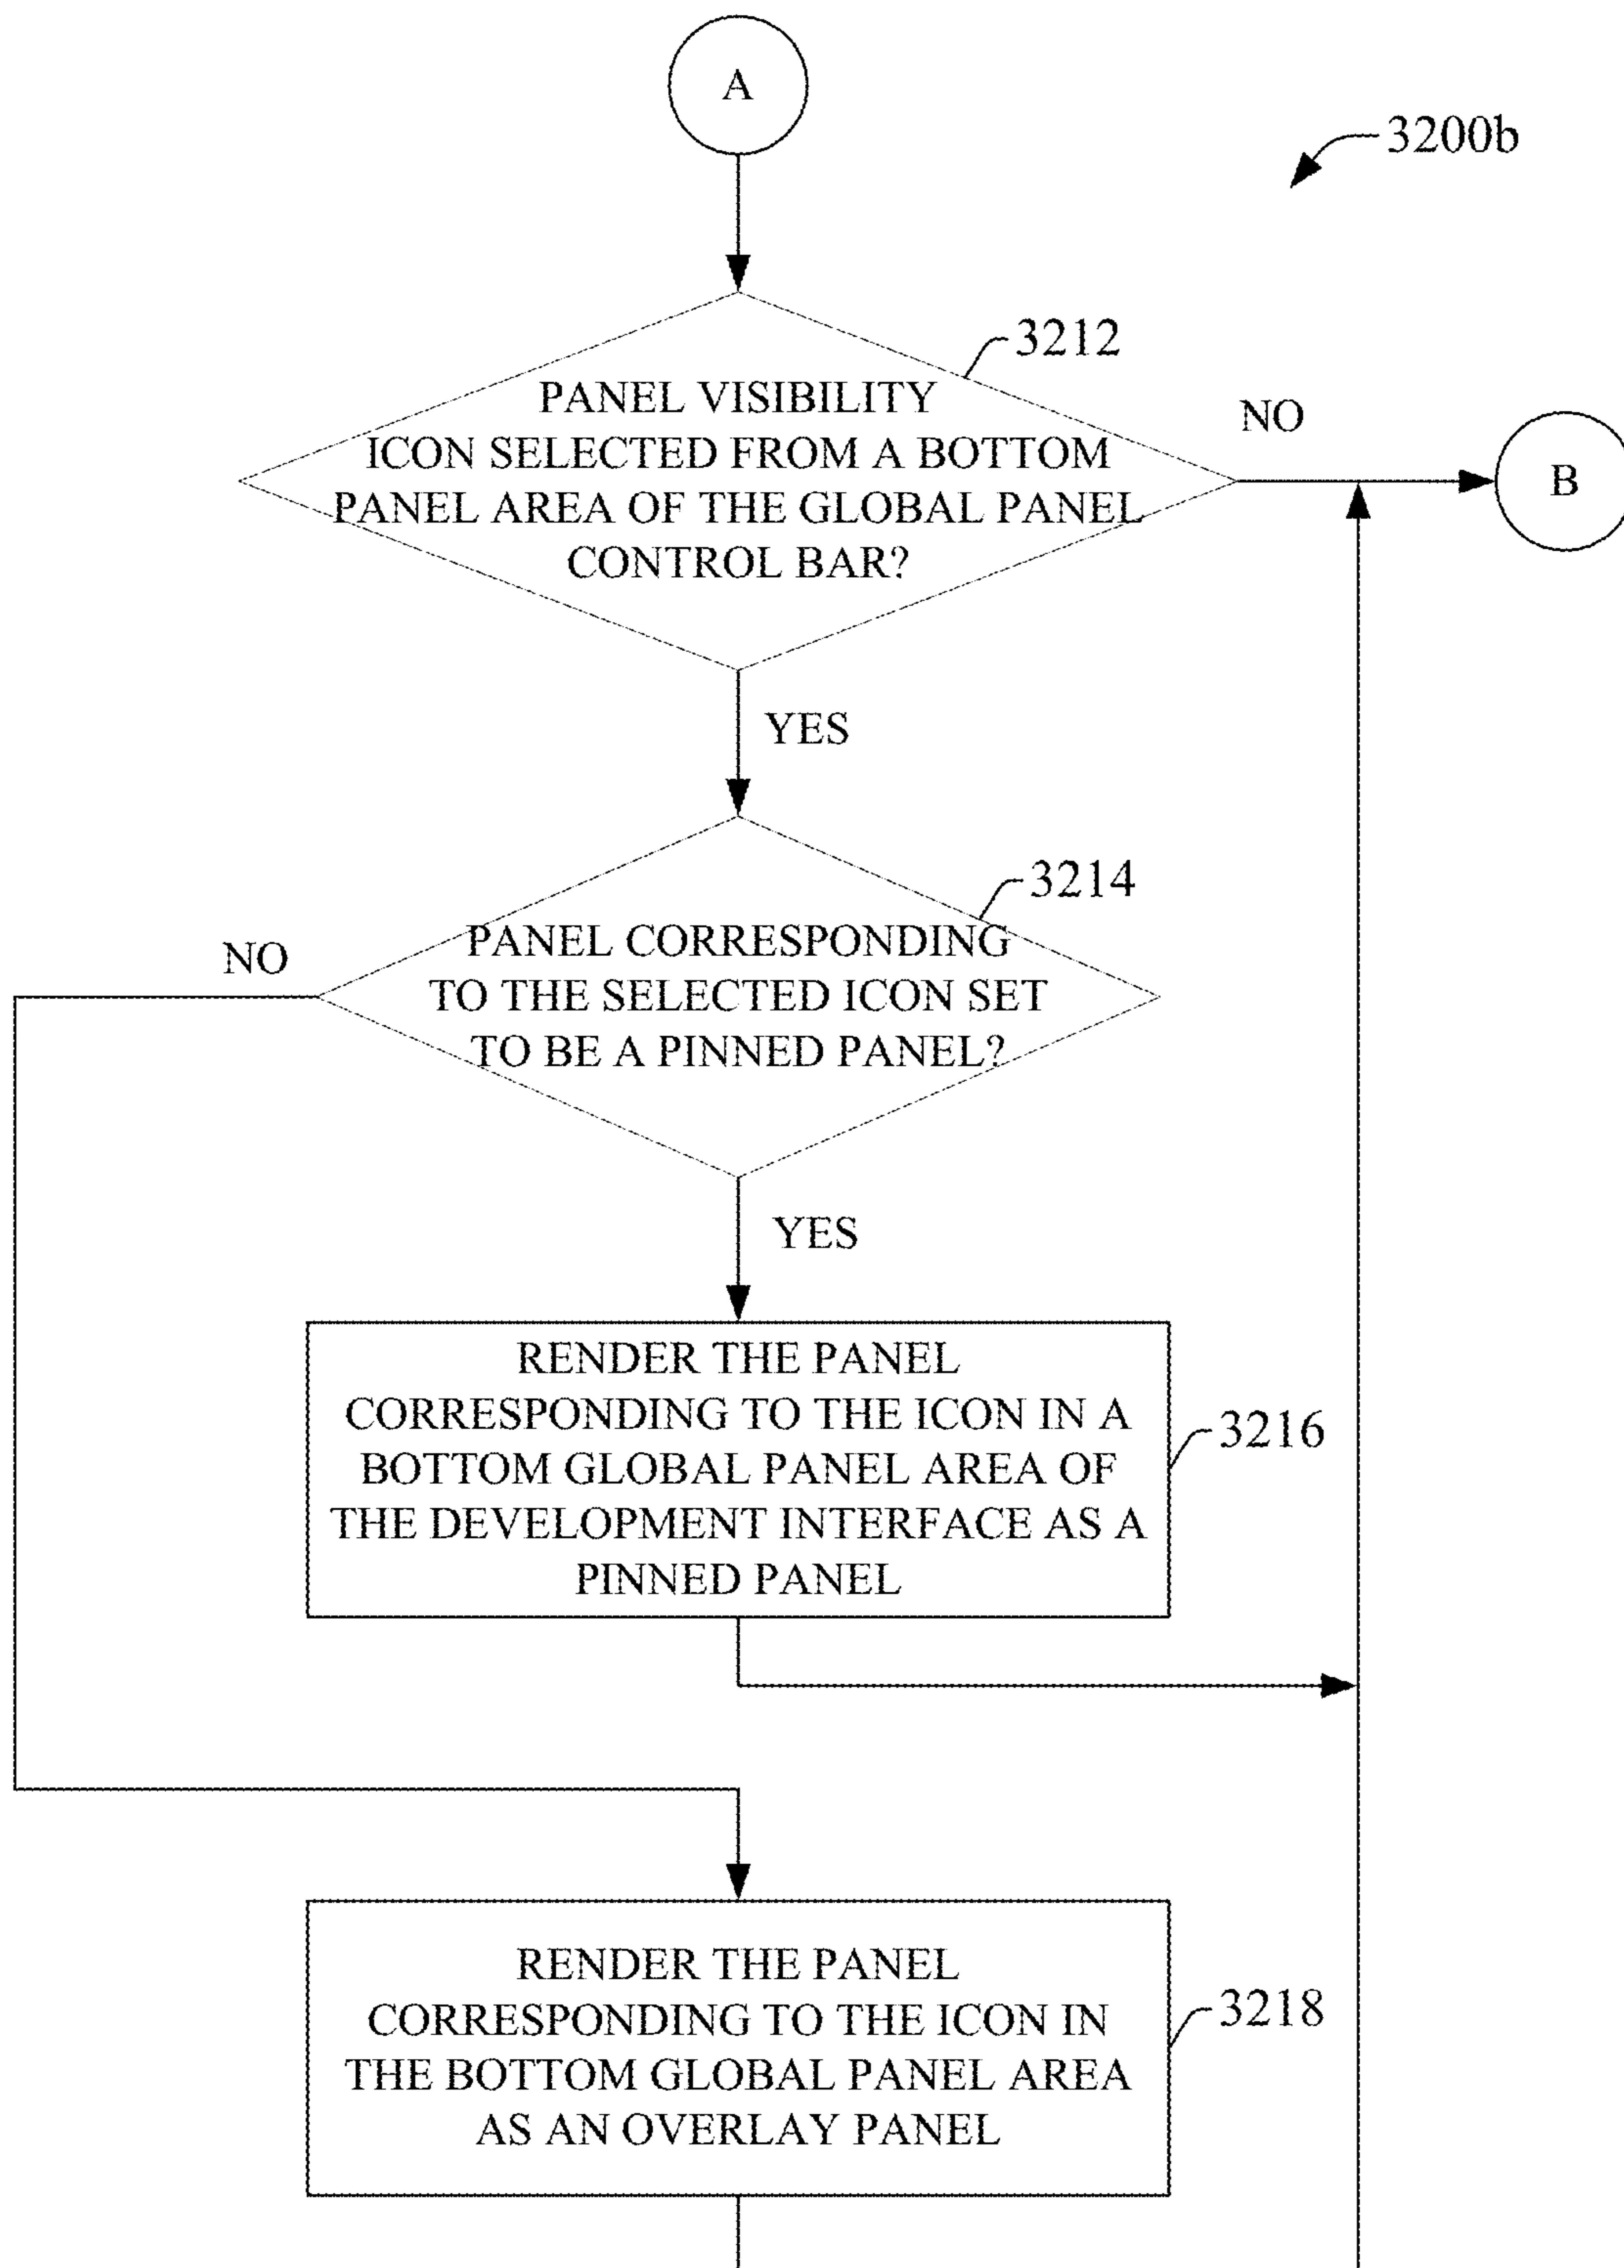 A
3200b
3212
PANEL VISIBILITY
ICON SELECTED FROM A BOTTOM
PANEL AREA OF THE GLOBAL PANEL
CONTROL BAR?
NO
B
YES
3214
PANEL CORRESPONDING
TO THE SELECTED ICON SET
TO BE A PINNED PANEL?
NO
YES
RENDER THE PANEL
CORRESPONDING TO THE ICON IN A
BOTTOM GLOBAL PANEL AREA OF
THE DEVELOPMENT INTERFACE AS A
PINNED PANEL
3216
RENDER THE PANEL
CORRESPONDING TO THE ICON IN
THE BOTTOM GLOBAL PANEL AREA
AS AN OVERLAY PANEL
3218